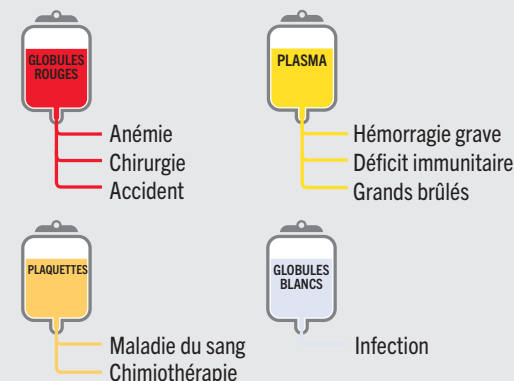 GLOBULES
ROUGES
Anémie
Chirurgie
Accident
PLASMA
Hémorragie grave
Déficit immunitaire
Grands brûlés
PLAQUETTES
Maladie du sang
Chimiothérapie
GLOBULES
BLANCS
Infection